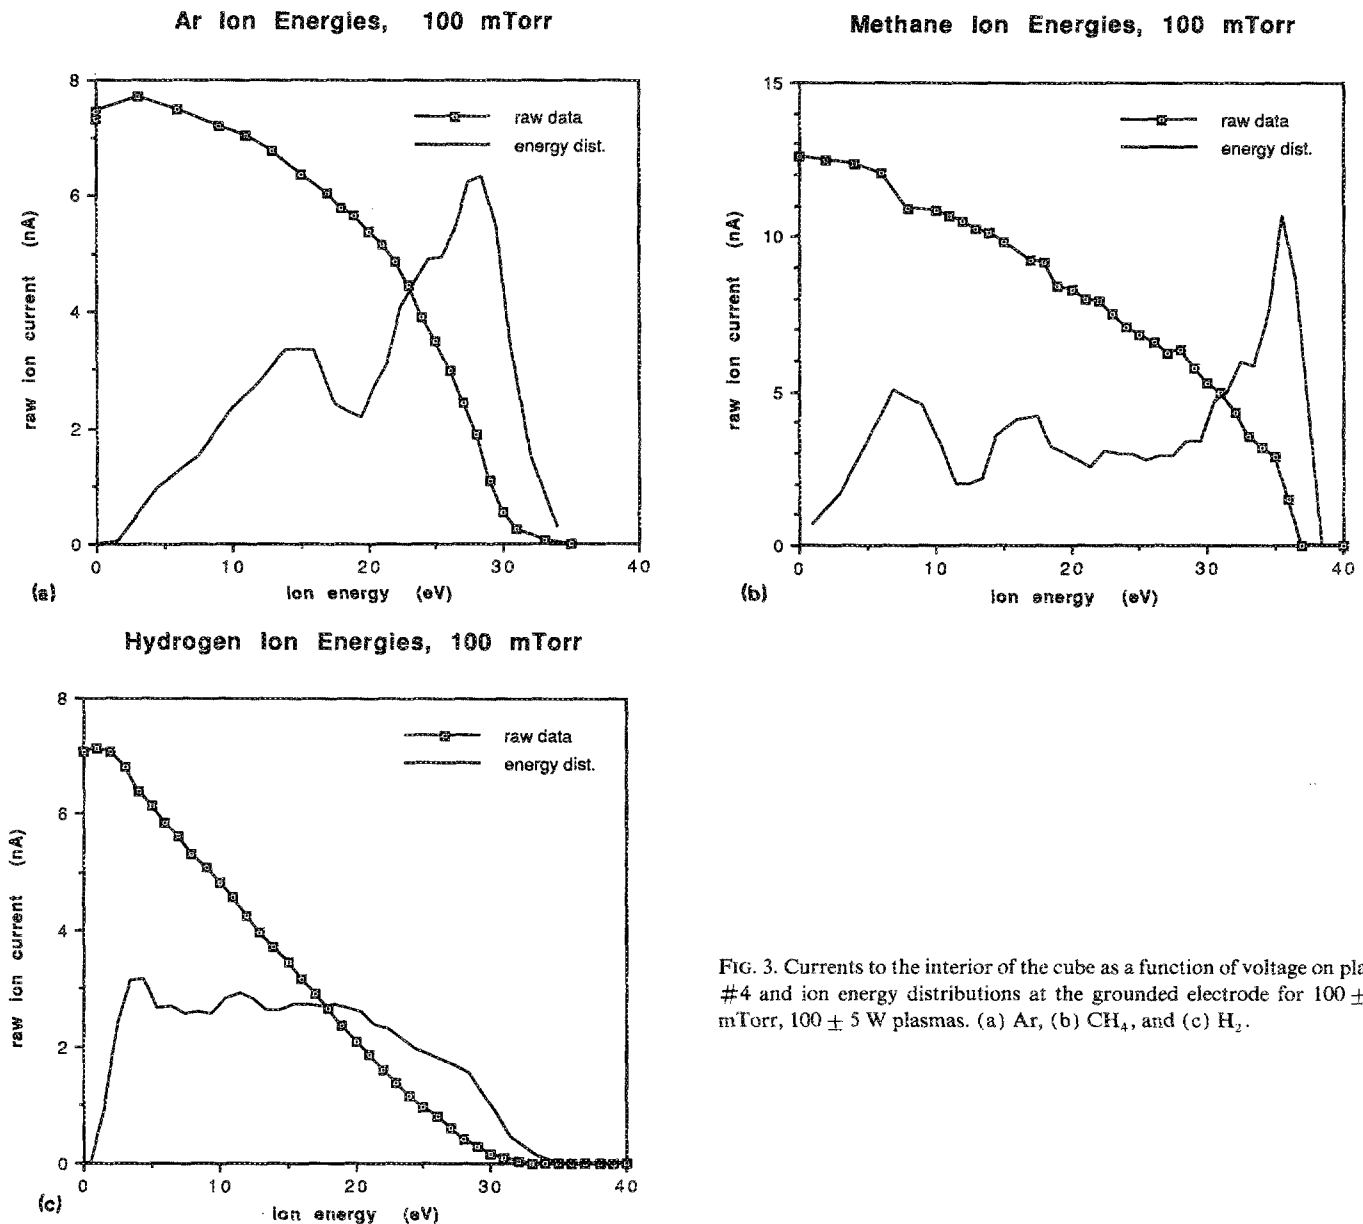 Ar Ion Energies, 100 mTorr
8
6
4
2
0
raw ion current (nA)
raw data
energy dist.
0 10 20 30 40
(a)
Ion energy (eV)
Methane Ion Energies, 100 mTorr
15
10
5
0
raw ion current (nA)
raw data
energy dist.
0 10 20 30 40
(b)
Ion energy (eV)
Hydrogen Ion Energies, 100 mTorr
8
6
4
2
0
raw ion current (nA)
raw data
energy dist.
0 10 20 30 40
(c)
Ion energy (eV)
FIG. 3. Currents to the interior of the cube as a function of voltage on pla
#4 and ion energy distributions at the grounded electrode for 100 ±
mTorr, 100 ± 5 W plasmas. (a) Ar, (b) CH₄, and (c) H₂.